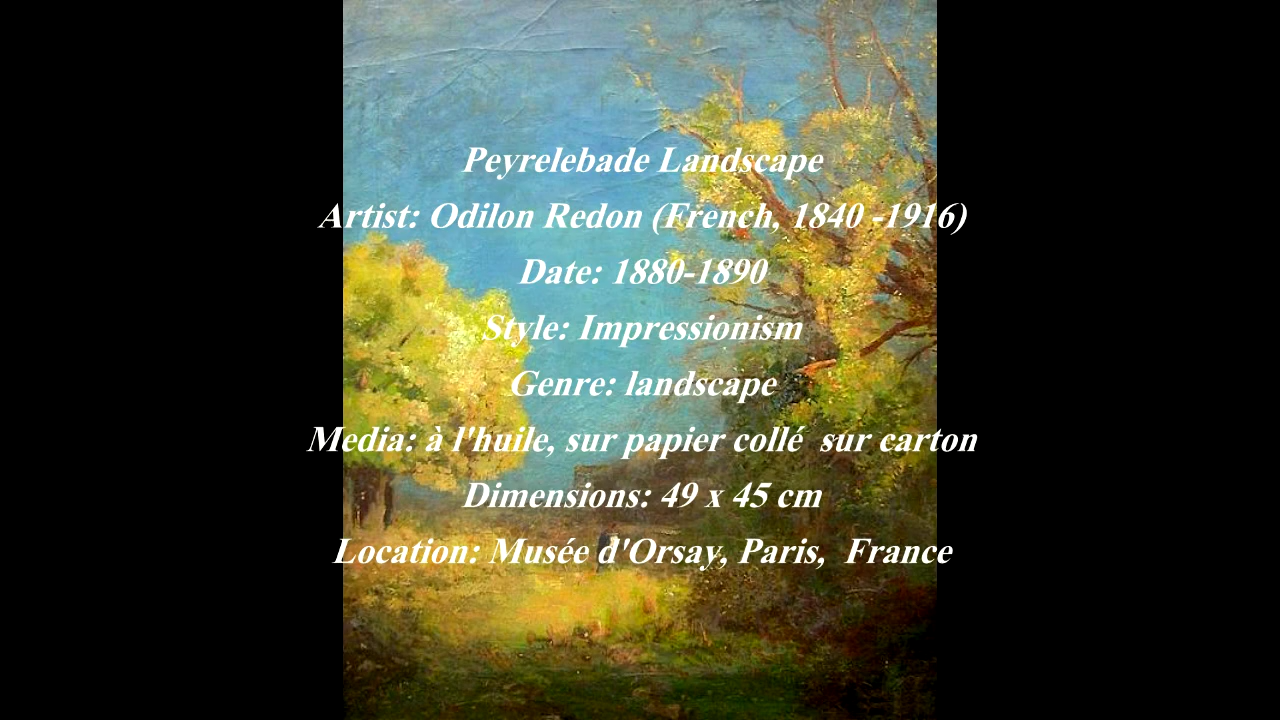 Peyrelebade Landscape
Artist: Odilon Redon (French, 1840 -1916)
Date: 1880-1890
Style: Impressionism
Genre: landscape
Media: à l'huile, sur papier collé  sur carton
Dimensions: 49 x 45 cm
Location: Musée d'Orsay, Paris,  France